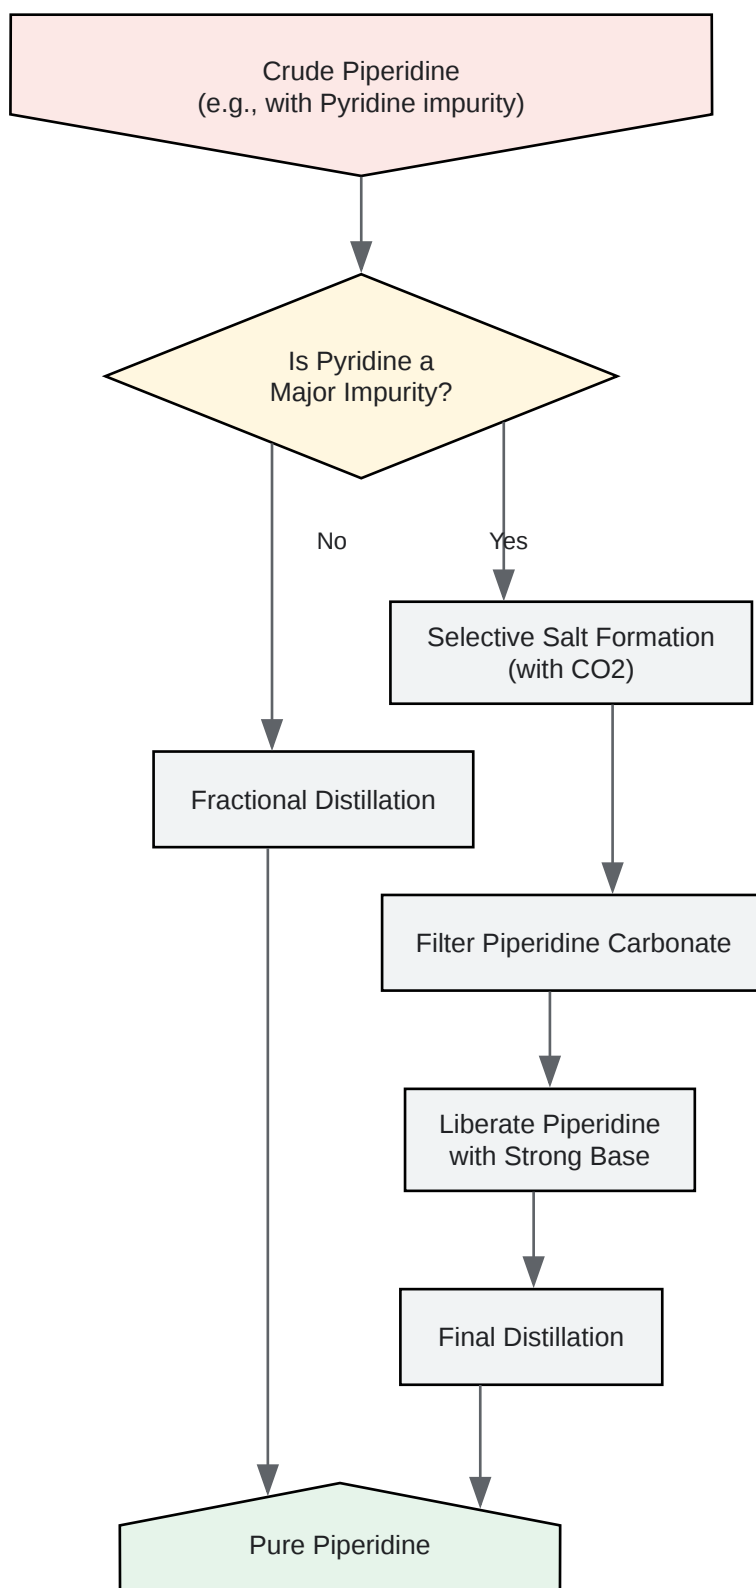 Crude Piperidine
(e.g., with Pyridine impurity)
Is Pyridine a
Major Impurity?
No
Yes
Selective Salt Formation
(with CO2)
Fractional Distillation
Filter Piperidine Carbonate
Liberate Piperidine
with Strong Base
Final Distillation
Pure Piperidine